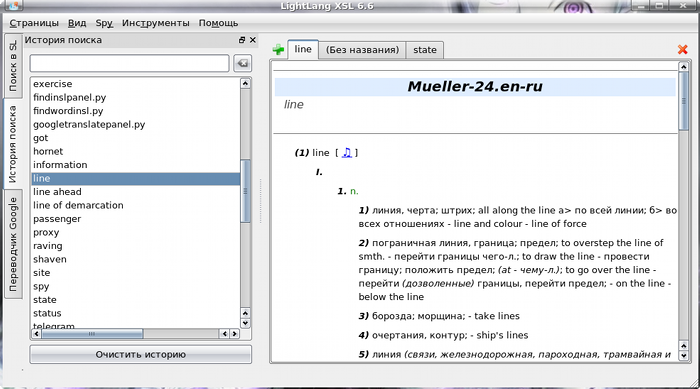 LightLang XSL 6.6
Страницы Вид Spy Инструменты Помощь
История поиска
Поиск в SL
История поиска
Переводчик Google
exercise
findinslpanel.py
findwordinsl.py
googletranslatepanel.py
got
hornet
information
line
line ahead
line of demarcation
passenger
proxy
raving
shaven
site
spy
state
status
telegram
Очистить историю
line (Без названия) state
Mueller-24.en-ru
line
(1) line [ ♫ ]
I.
1. n.
1) линия, черта; штрих; all along the line а> по всей линии; б> во
всех отношениях - line and colour - line of force
2) пограничная линия, граница; предел; to overstep the line of
smth. - перейти границы чего-л.; to draw the line - провести
границу; положить предел; (at - чему-л.); to go over the line -
перейти (дозволенные) границы, перейти предел; - on the line -
below the line
3) борозда; морщина; - take lines
4) очертания, контур; - ship's lines
5) линия (связи, железнодорожная, пароходная, трамвайная и